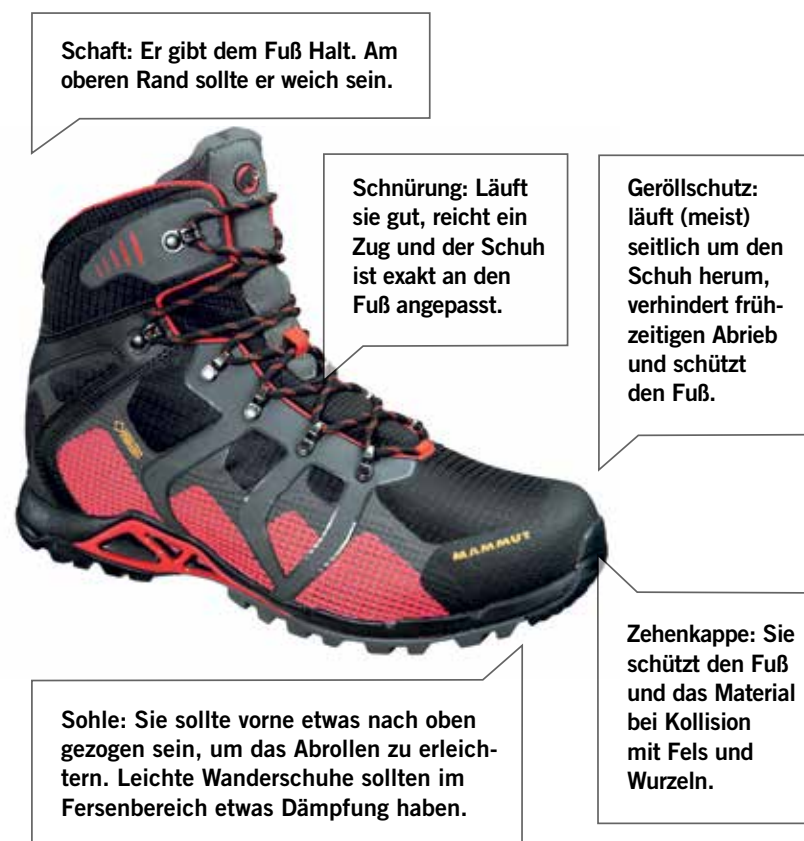 Schaft: Er gibt dem Fuß Halt. Am
oberen Rand sollte er weich sein.
Schnürung: Läuft
sie gut, reicht ein
Zug und der Schuh
ist exakt an den
Fuß angepasst.
Geröllschutz:
läuft (meist)
seitlich um den
Schuh herum,
verhindert früh-
zeitigen Abrieb
und schützt
den Fuß.
MAMMUT
Zehenkappe: Sie
schützt den Fuß
und das Material
bei Kollision
mit Fels und
Wurzeln.
Sohle: Sie sollte vorne etwas nach oben
gezogen sein, um das Abrollen zu erleich-
tern. Leichte Wanderschuhe sollten im
Fersenbereich etwas Dämpfung haben.